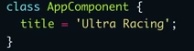 class AppComponent {
  title = 'Ultra Racing';
}